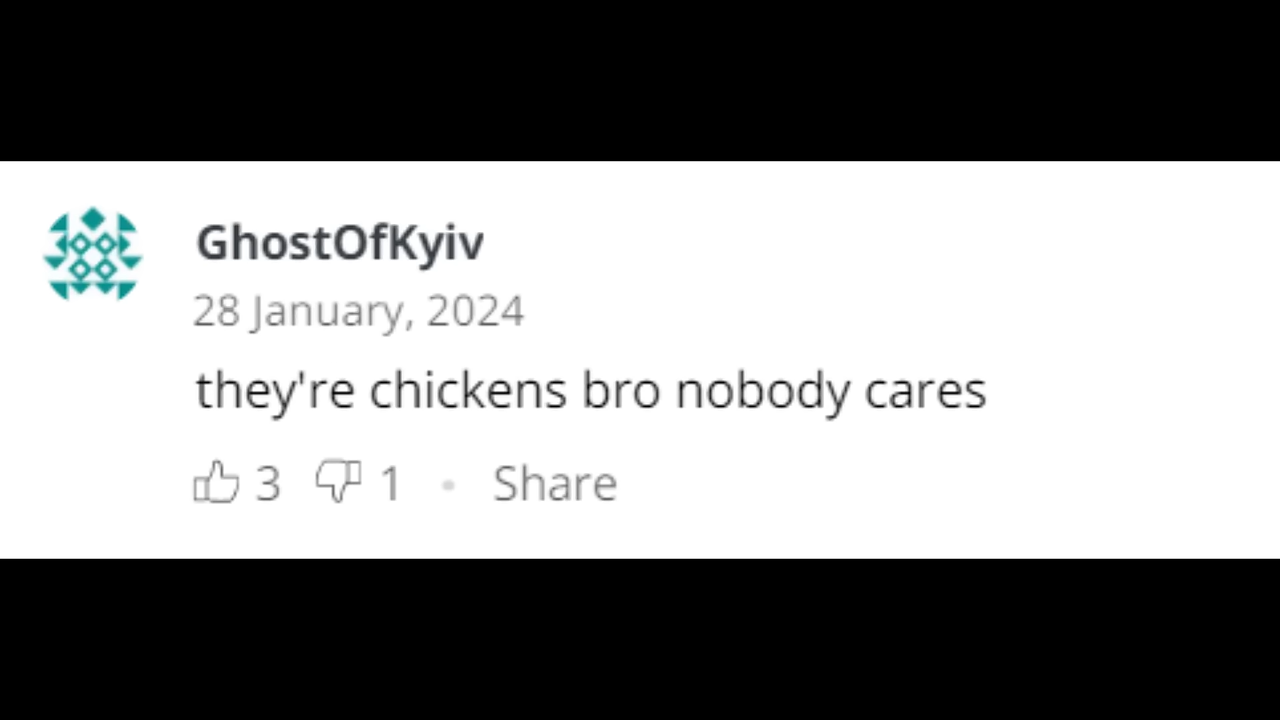 GhostOfKyiv
28 January, 2024
they're chickens bro nobody cares
3 1 • Share